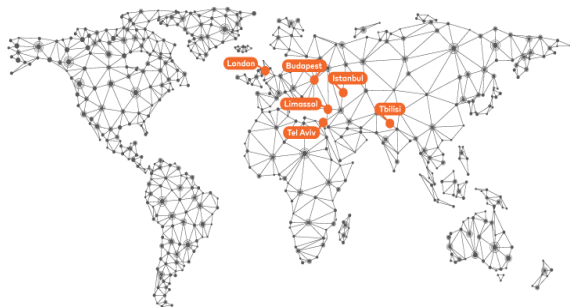 London
Budapest
Istanbul
Limassol
Tbilisi
Tel Aviv